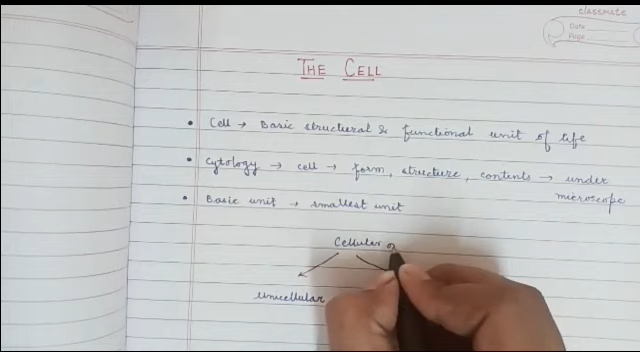 classmate
Date
Page
THE CELL
• Cell → Basic structural & functional unit of life
• Cytology → cell → form, structure, contents → under
microscope
• Basic unit → smallest unit
Cellular
Unicellular